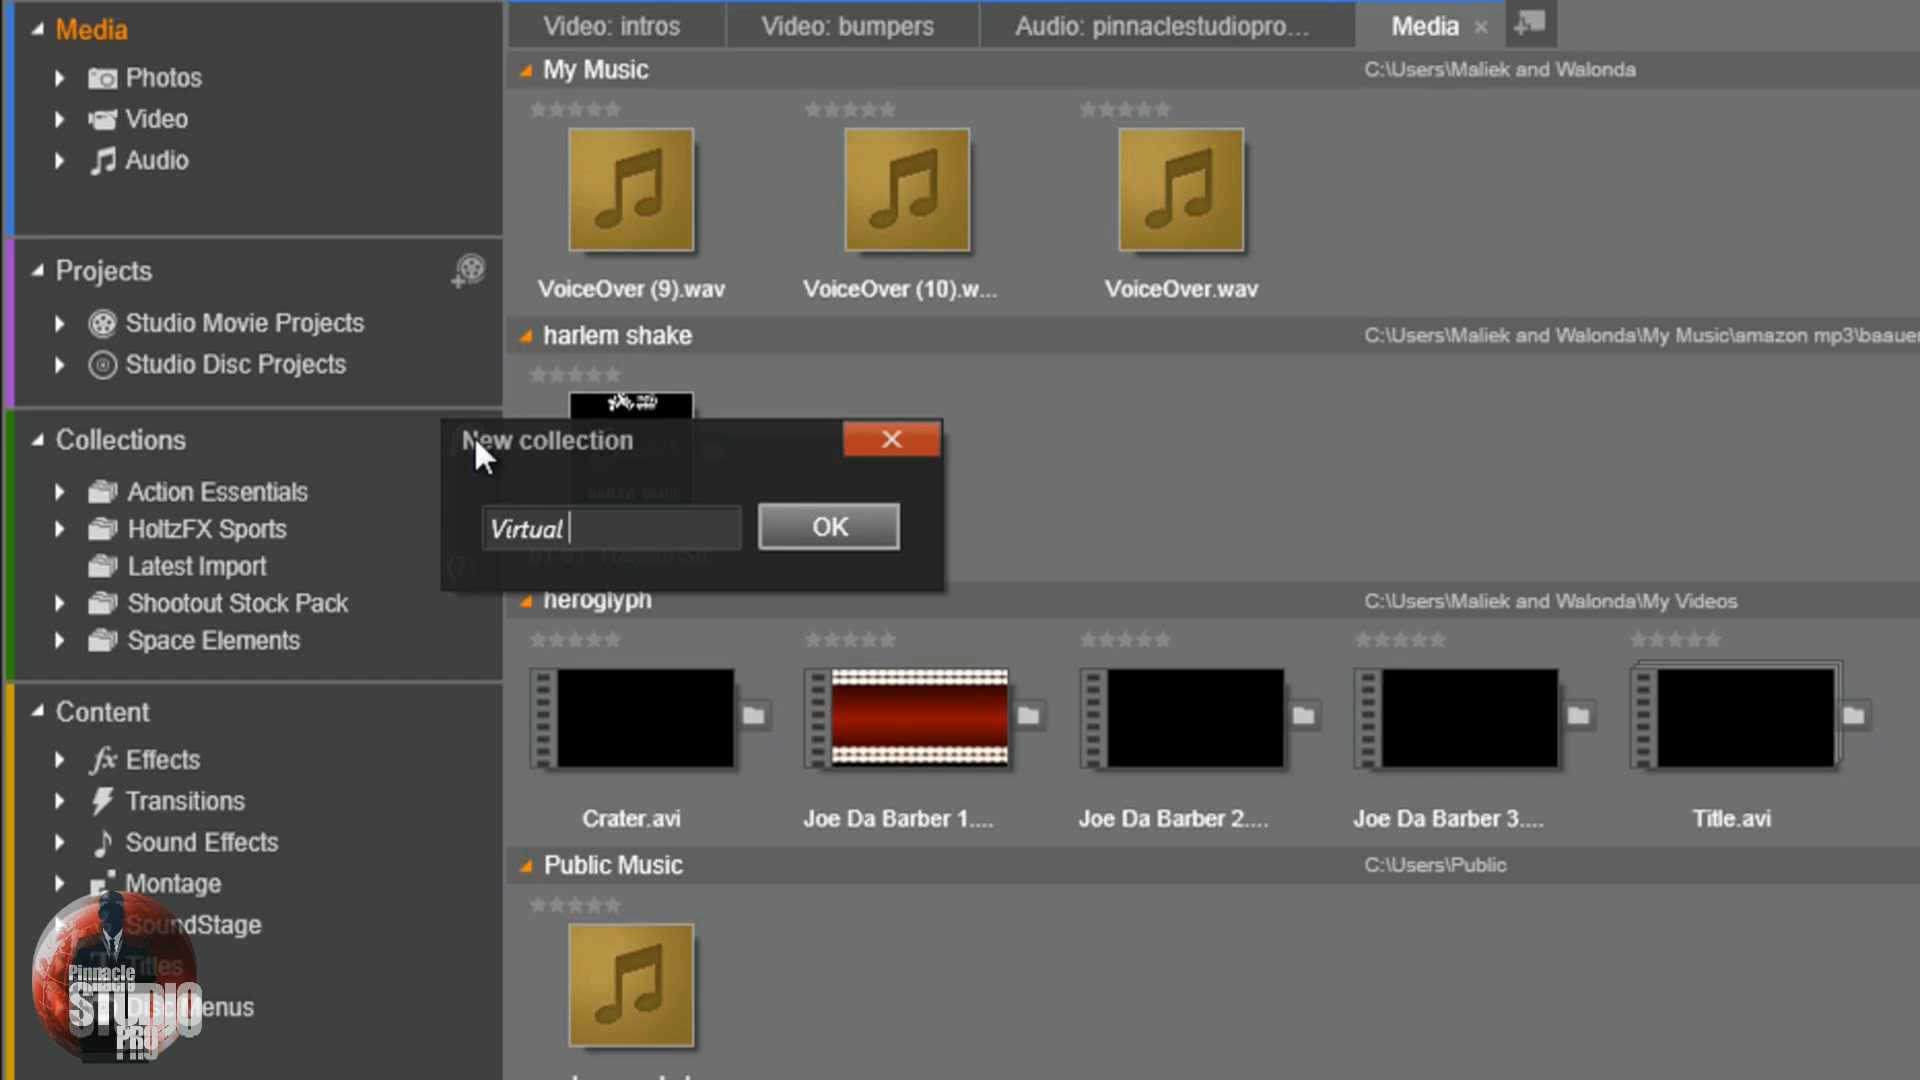 Media
Photos
Video
Audio
Projects
Studio Movie Projects
Studio Disc Projects
Collections
Action Essentials
HoltzFX Sports
Latest Import
Shootout Stock Pack
Space Elements
Content
Effects
Transitions
Sound Effects
Montage
SoundStage
Titles
Disc Menus
Pinnacle
STUDIO
PRO
Video: intros
Video: bumpers
Audio: pinnaclestudiopro...
Media
My Music
C:\Users\Maliek and Walonda
VoiceOver (9).wav
VoiceOver (10).w...
VoiceOver.wav
harlem shake
C:\Users\Maliek and Walonda\My Music\amazon mp3\baauer
New collection
Virtual
OK
heroglyph
C:\Users\Maliek and Walonda\My Videos
Crater.avi
Joe Da Barber 1....
Joe Da Barber 2....
Joe Da Barber 3....
Title.avi
Public Music
C:\Users\Public